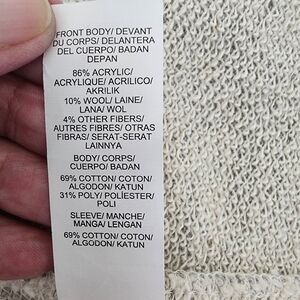 FRONT BODY/ DEVANT
DU CORPS/ DELANTERA
DEL CUERPO/ BADAN
DEPAN
86% ACRYLIC/
ACRYLIQUE/ ACRILICO/
AKRILIK
10% WOOL/ LAINE/
LANA/ WOL
4% OTHER FIBERS/
AUTRES FIBRES/ OTRAS
FIBRAS/ SERAT-SERAT
LAINNYA
BODY/ CORPS/
CUERPO/ BADAN
69% COTTON/ COTON/
ALGODON/ KATUN
31% POLY/ POLIESTER/
POLI
SLEEVE/ MANCHE/
MANGA/ LENGAN
69% COTTON/ COTON/
ALGODON/ KATUN